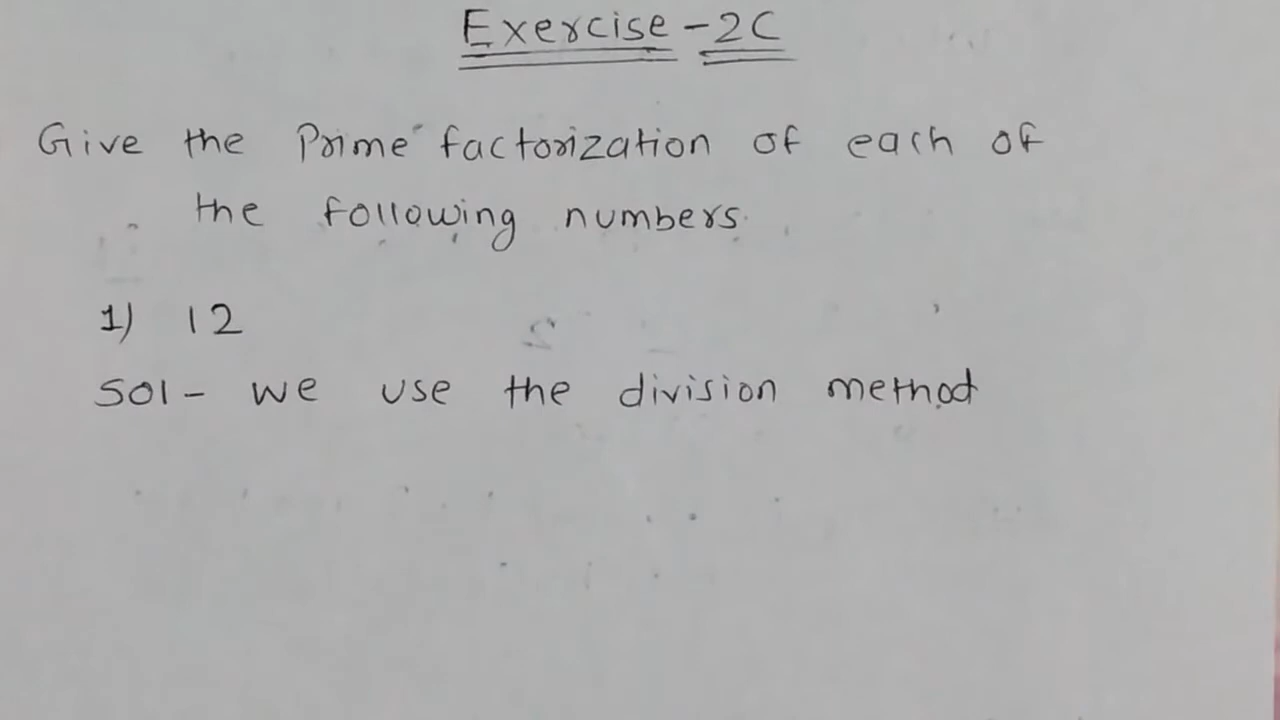 Exercise - 2C
Give the Prime factorization of each of
the following numbers.
1) 12
Sol - we use the division method